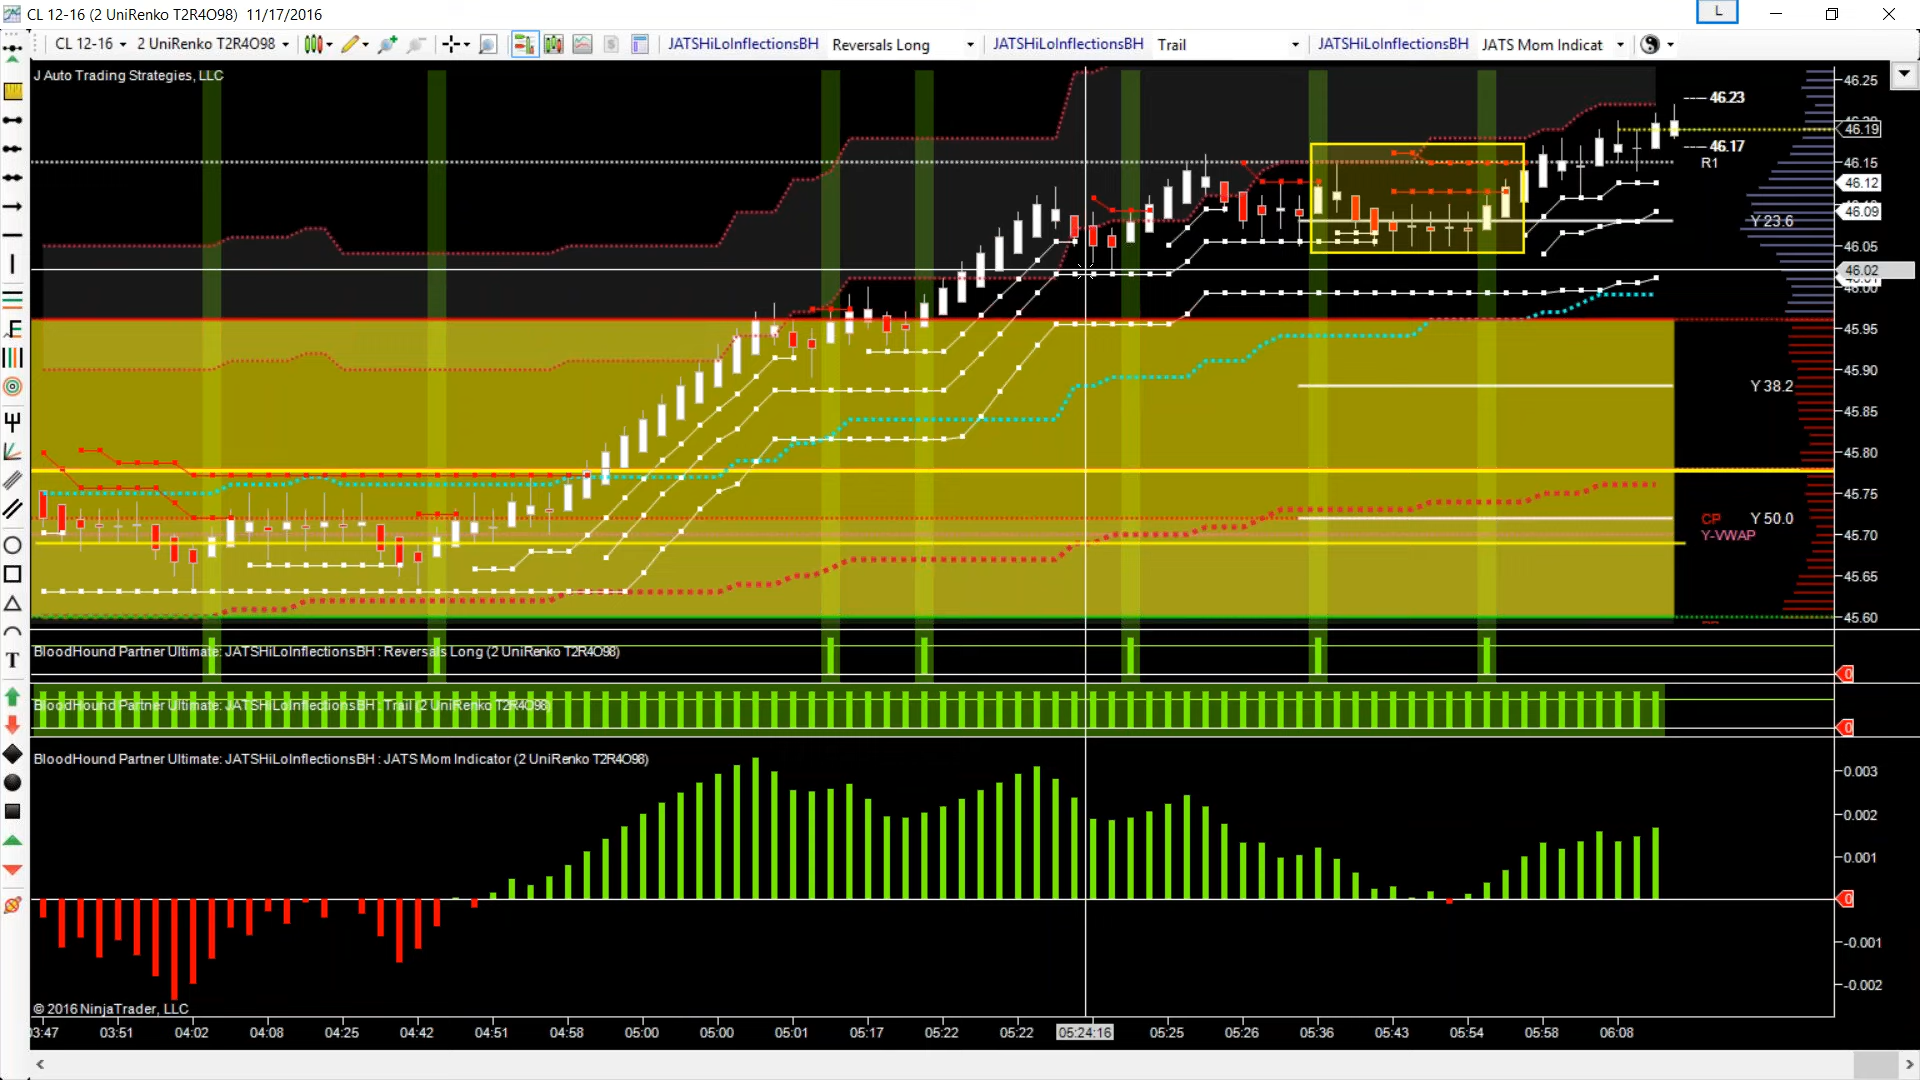 CL 12-16 (2 UniRenko T2R4O98)  11/17/2016
L
CL 12-16
2 UniRenko T2R4O98
JATSHiLoInflectionsBH
Reversals Long
JATSHiLoInflectionsBH
Trail
JATSHiLoInflectionsBH
JATS Mom Indicat
J Auto Trading Strategies, LLC
46.25
46.23
46.19
46.17
R1
46.15
46.12
46.09
Y 23.6
46.05
46.02
46.00
45.95
45.90
Y 38.2
45.85
45.80
45.75
CP
Y 50.0
Y-VWAP
45.70
45.65
45.60
BloodHound Partner Ultimate: JATSHiLoInflectionsBH : Reversals Long (2 UniRenko T2R4O98)
0
BloodHound Partner Ultimate: JATSHiLoInflectionsBH : Trail (2 UniRenko T2R4O98)
0
BloodHound Partner Ultimate: JATSHiLoInflectionsBH : JATS Mom Indicator (2 UniRenko T2R4O98)
0.003
0.002
0.001
0
-0.001
-0.002
© 2016 NinjaTrader, LLC
3:47 03:51 04:02 04:08 04:25 04:42 04:51 04:58 05:00 05:00 05:01 05:17 05:22 05:22 05:24:16 05:25 05:26 05:36 05:43 05:54 05:58 06:08